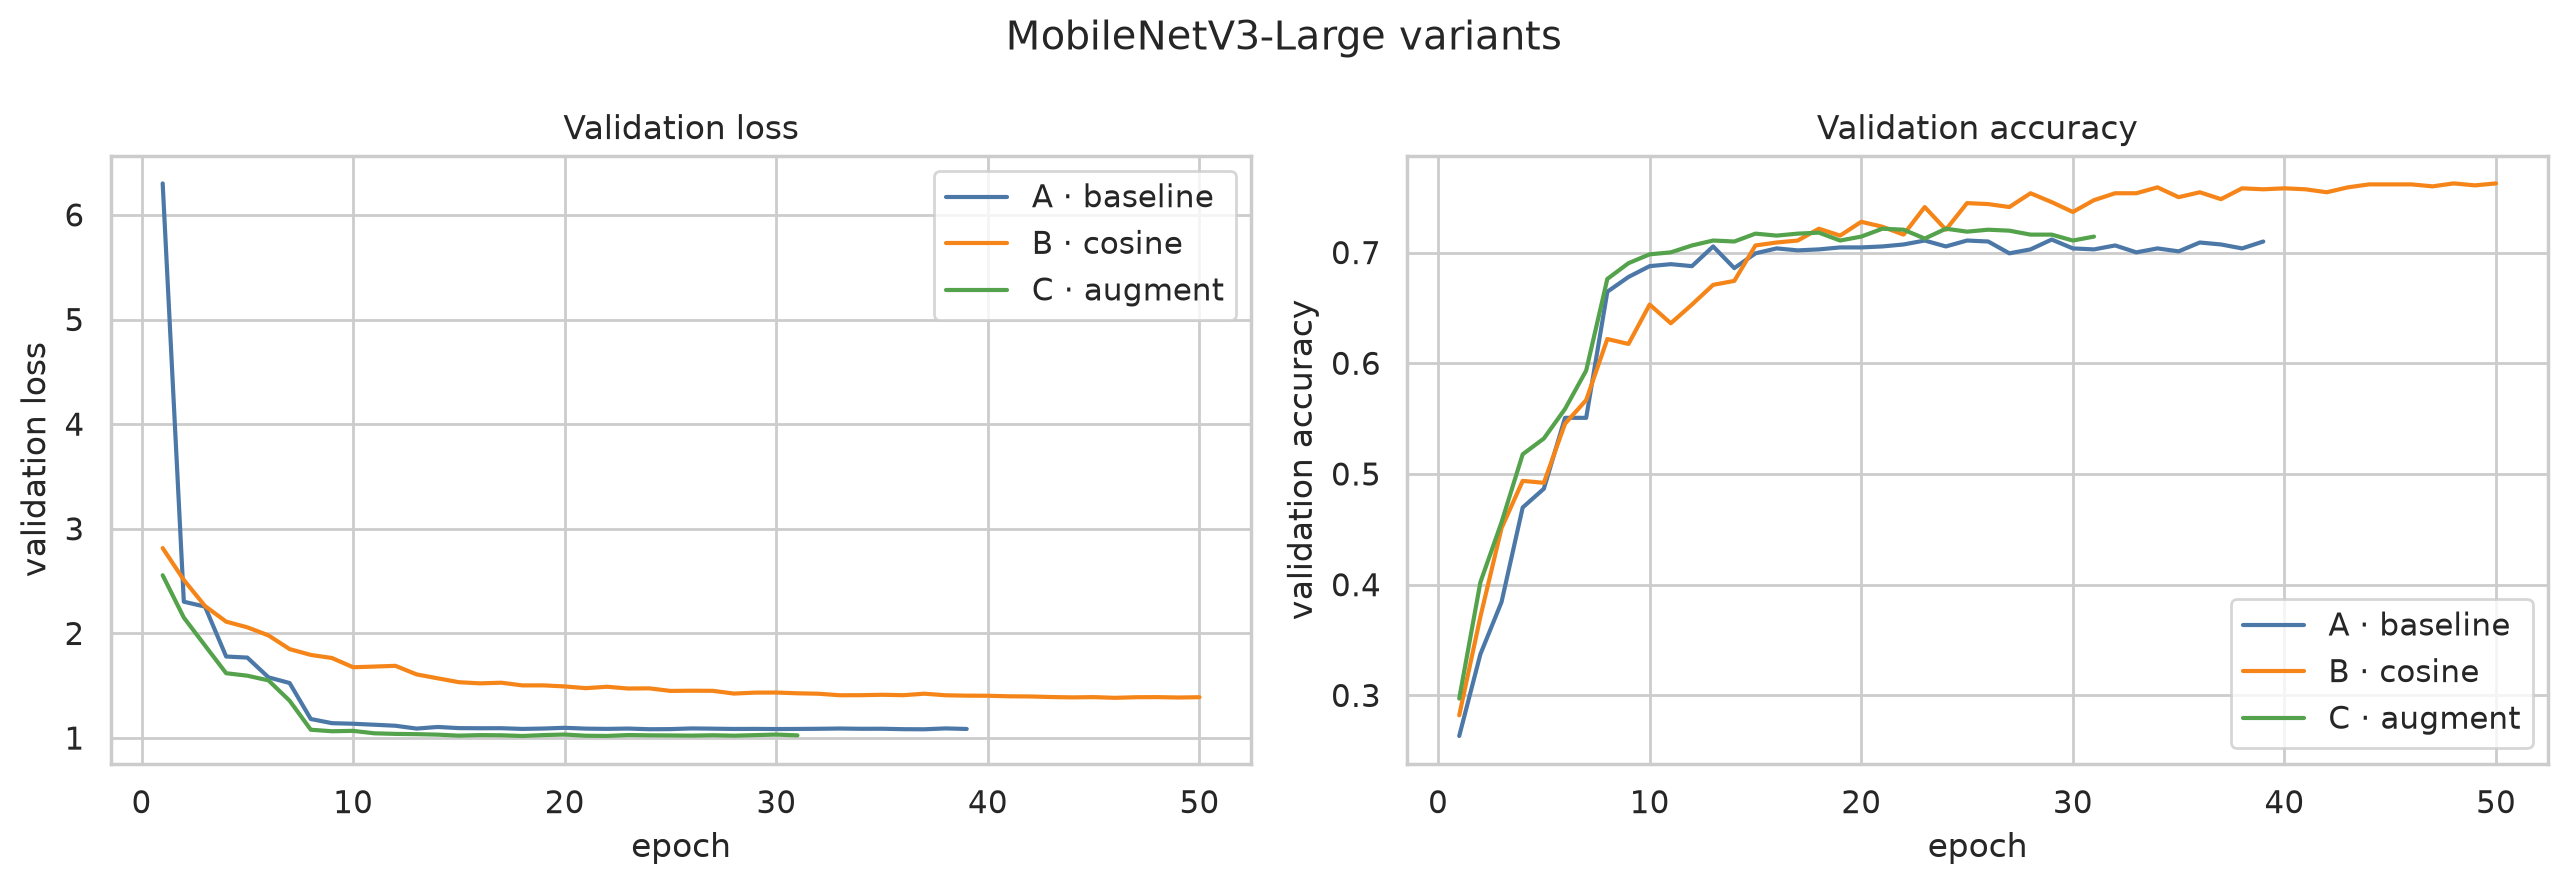 MobileNetV3-Large variants
Validation loss
validation loss
6
5
4
3
2
1
0
10
20
30
40
50
epoch
A · baseline
B · cosine
C · augment
Validation accuracy
validation accuracy
0.7
0.6
0.5
0.4
0.3
0
10
20
30
40
50
epoch
A · baseline
B · cosine
C · augment